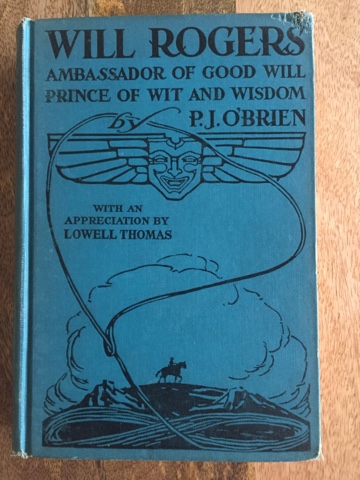 WILL ROGERS
AMBASSADOR OF GOOD WILL
PRINCE OF WIT AND WISDOM
by P.J. O'BRIEN
WITH AN
APPRECIATION BY
LOWELL THOMAS